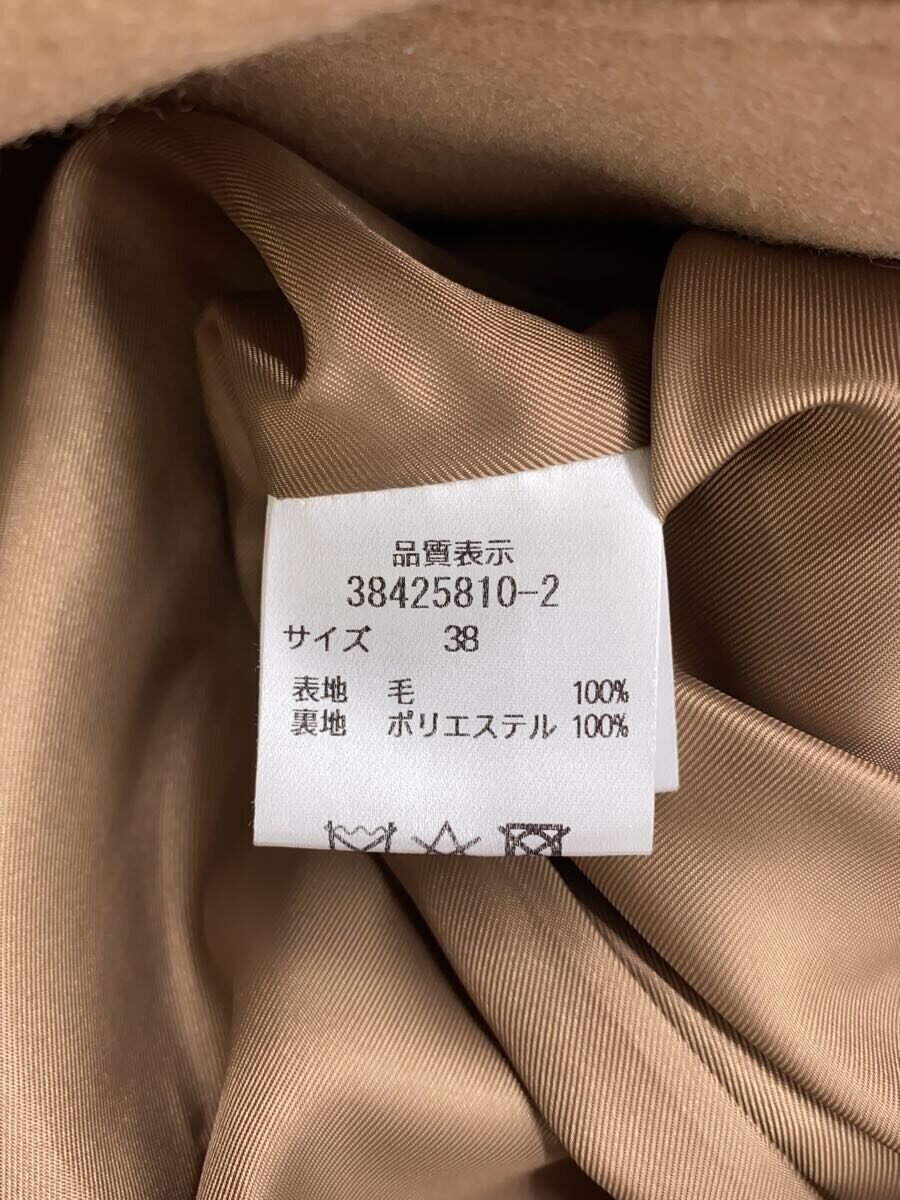 品質表示
38425810-2
サイズ 38
表地 毛 100%
裏地 ポリエステル 100%